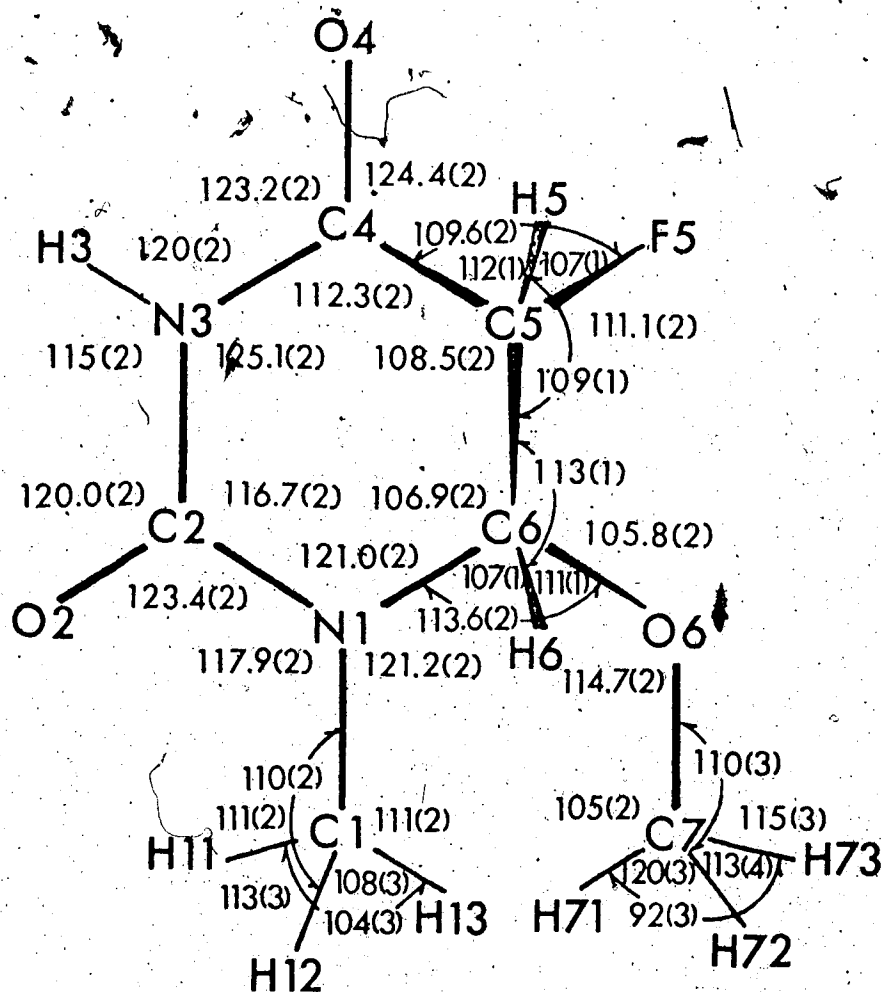 O4
123.2(2) 124.4(2)
H5
H3 120(2) C4 109.6(2) F5
112(1) 107(1)
112.3(2)
N3 C5
115(2) 125.1(2) 108.5(2) 111.1(2)
109(1)
113(1)
120.0(2) 116.7(2) 106.9(2)
C2 C6 105.8(2)
121.0(2)
107(1) 111(1)
123.4(2) 113.6(2)
O2 N1 O6
117.9(2) 121.2(2) H6 114.7(2)
110(2) 110(3)
111(2) C1 111(2) 105(2) C7 115(3)
H11 H73
108(3) 120(3) 113(4)
113(3) 104(3) H13 H71 92(3)
H12 H72